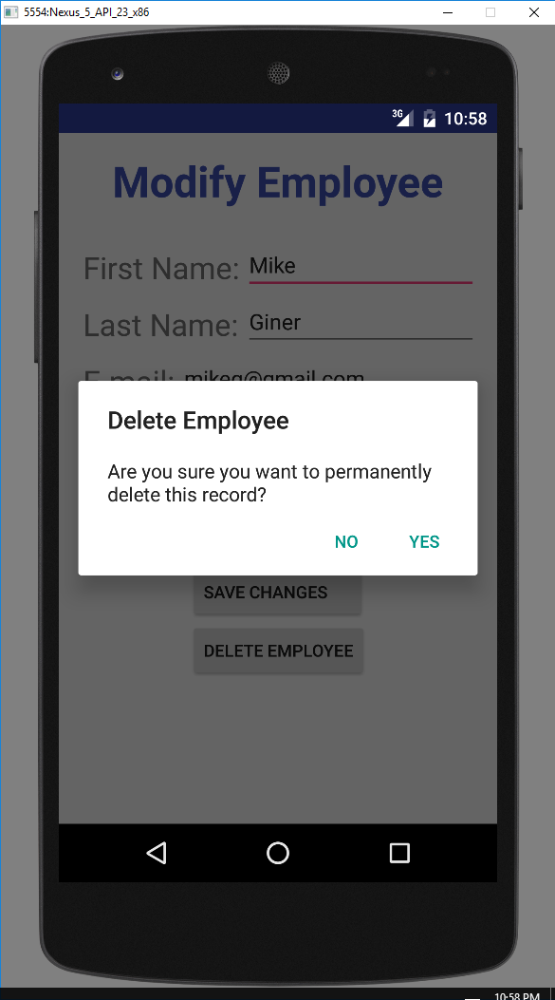 5554:Nexus_5_API_23_x86
3G 10:58
Modify Employee
First Name: Mike
Last Name: Giner
E-mail: mikeg@gmail.com
Delete Employee
Are you sure you want to permanently
delete this record?
NO YES
SAVE CHANGES
DELETE EMPLOYEE
10:58 PM